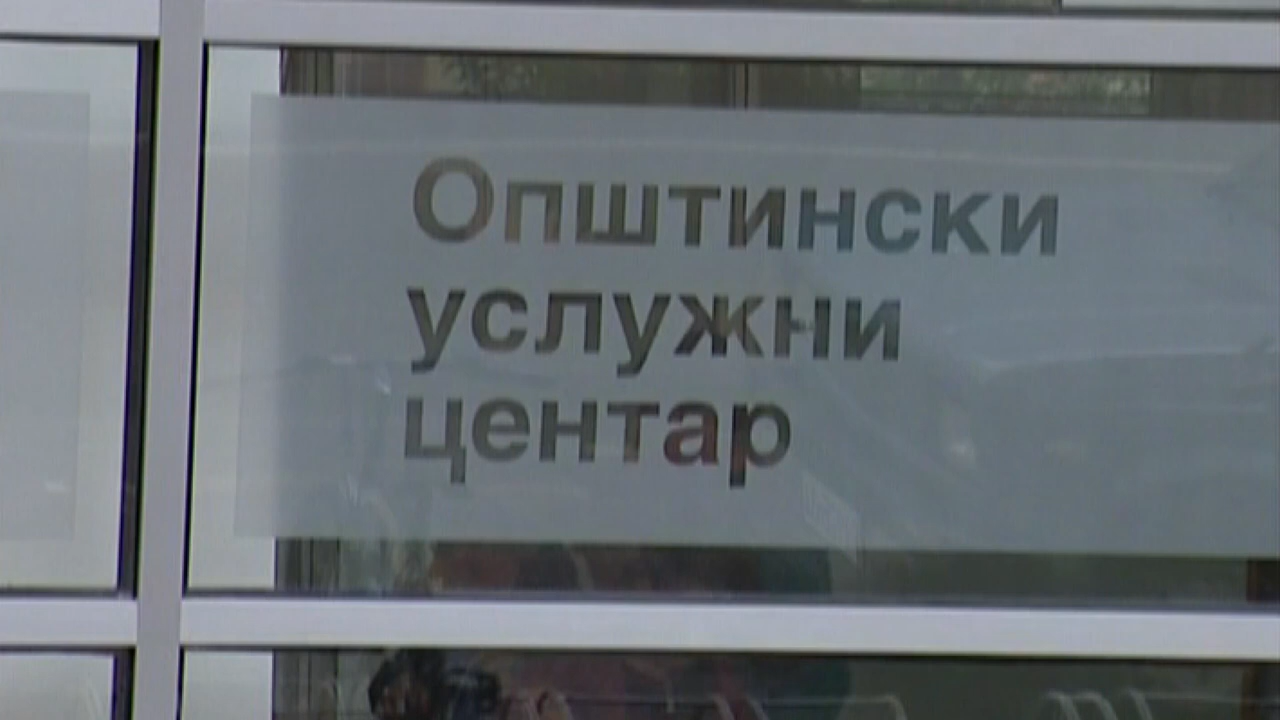 Општински
услужни
центар